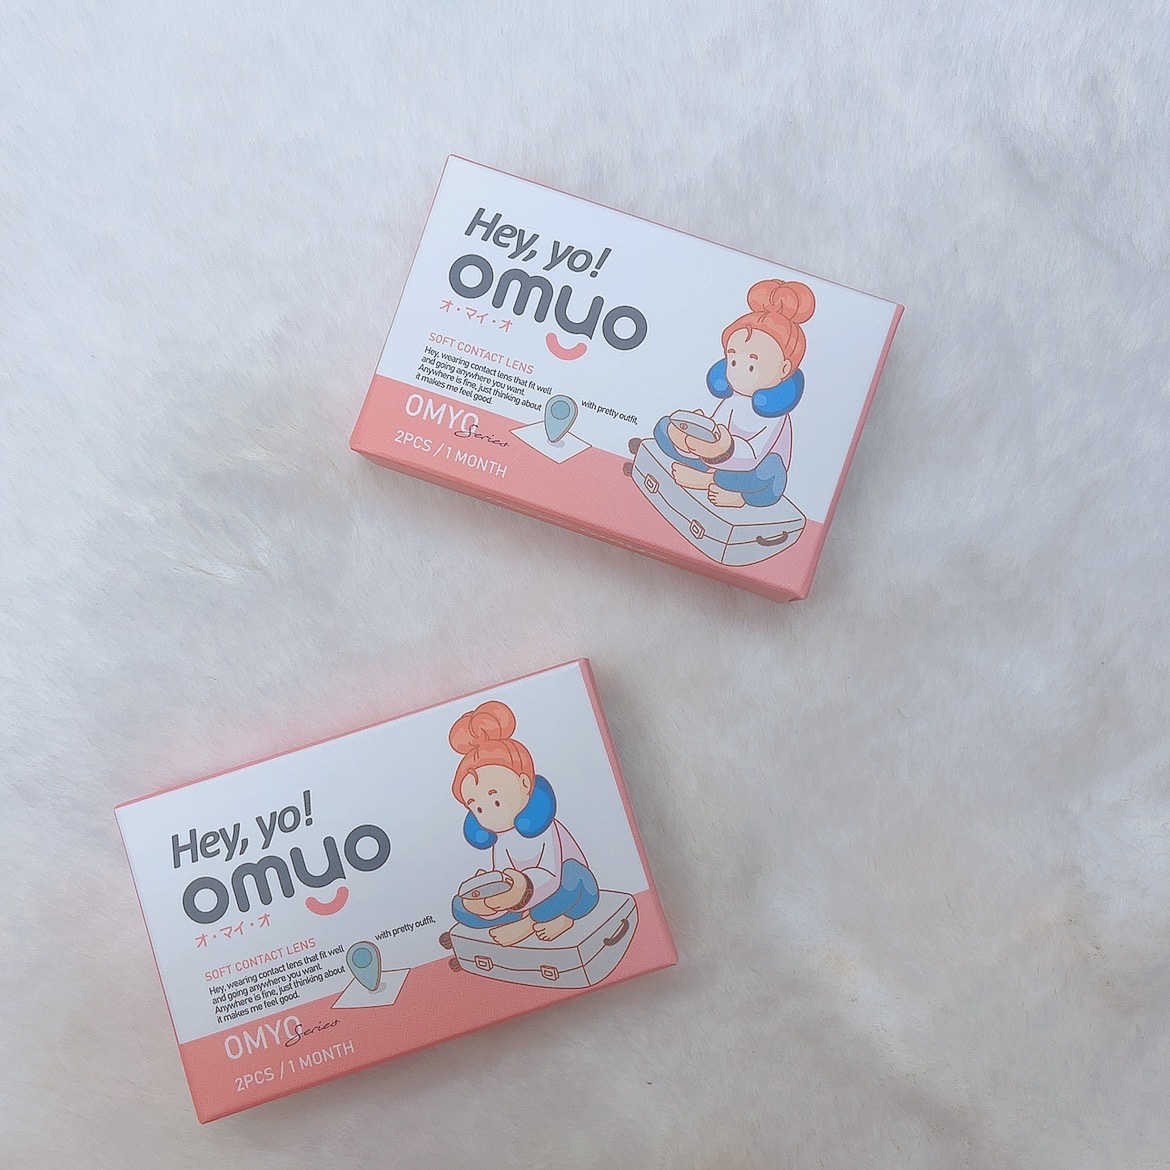 Hey, yo!
omyo
オ・マイ・オ
SOFT CONTACT LENS
Hey, wearing contact lens that fit well with pretty outfit,
and going anywhere you want.
Anywhere is fine, just thinking about
it makes me feel good.
OMYO Series
2PCS / 1 MONTH
Hey, yo!
omyo
オ・マイ・オ
SOFT CONTACT LENS
Hey, wearing contact lens that fit well with pretty outfit,
and going anywhere you want.
Anywhere is fine, just thinking about
it makes me feel good.
OMYO Series
2PCS / 1 MONTH